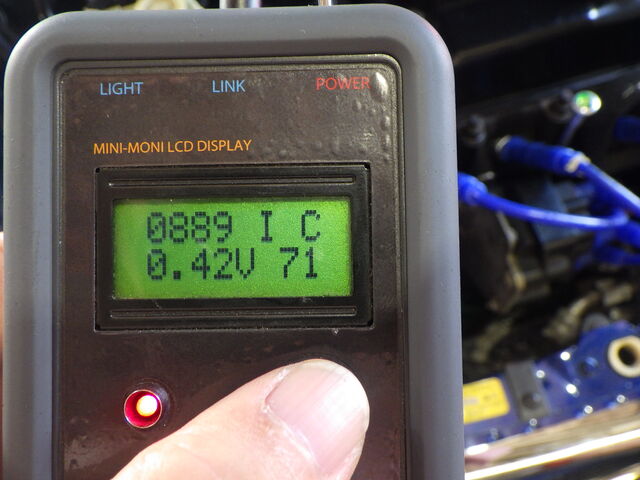 LIGHT LINK POWER
MINI-MONI LCD DISPLAY
0889 I C
0.42V 71